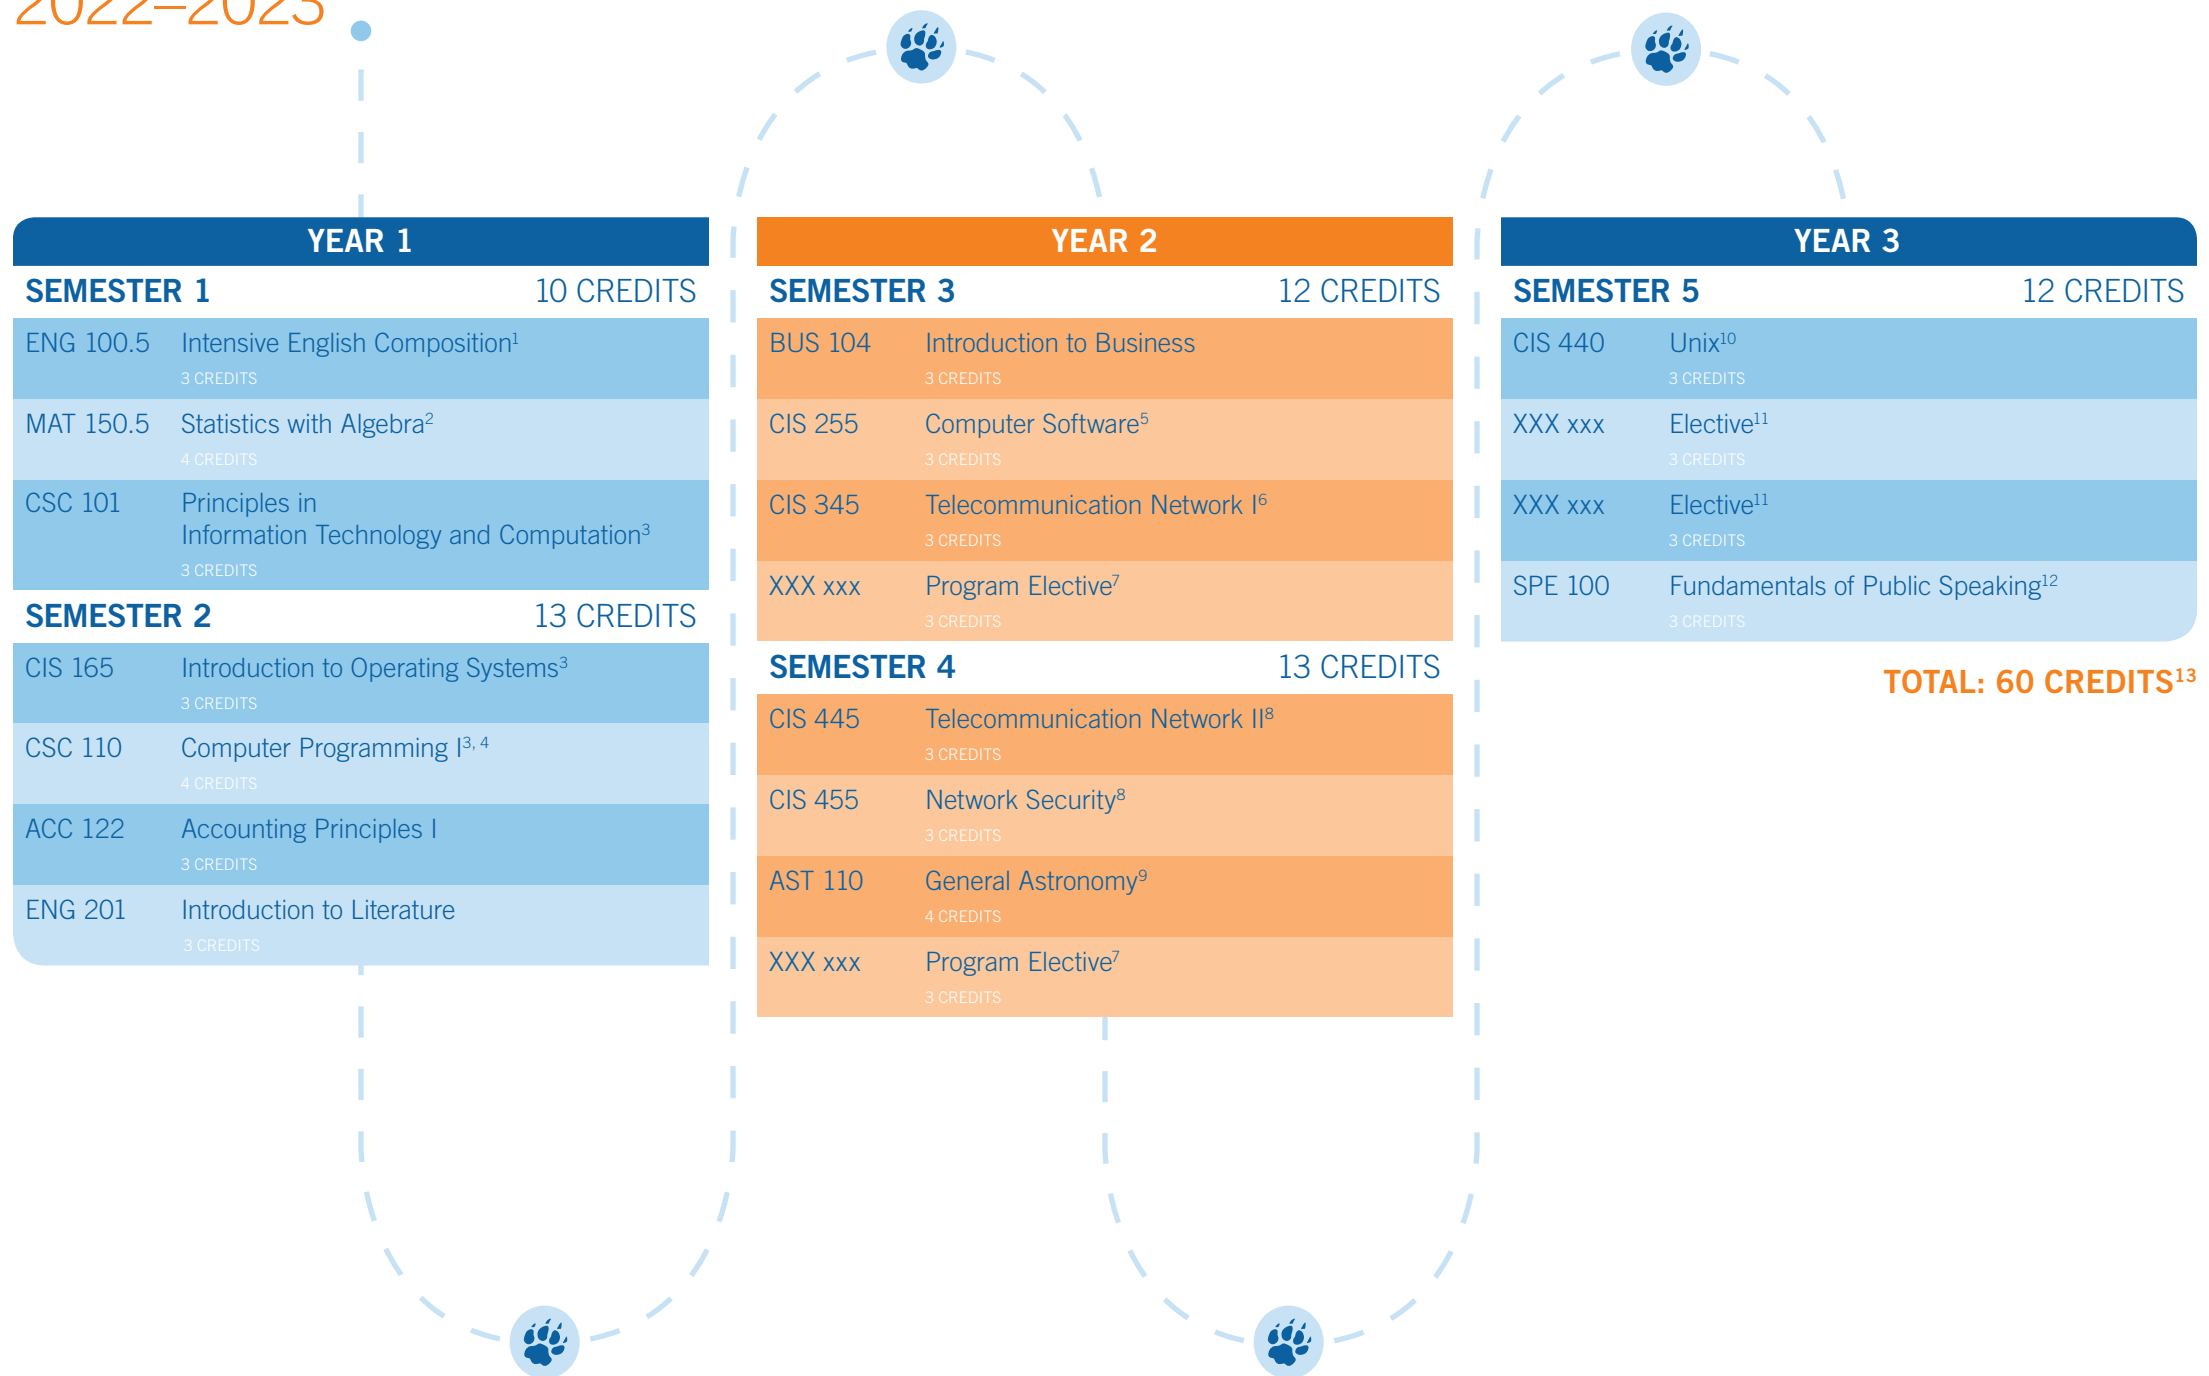 2022–2023
YEAR 1
SEMESTER 1 10 CREDITS
ENG 100.5 Intensive English Composition1
3 CREDITS
MAT 150.5 Statistics with Algebra2
4 CREDITS
CSC 101 Principles in
Information Technology and Computation3
3 CREDITS
SEMESTER 2 13 CREDITS
CIS 165 Introduction to Operating Systems3
3 CREDITS
CSC 110 Computer Programming I3, 4
4 CREDITS
ACC 122 Accounting Principles I
3 CREDITS
ENG 201 Introduction to Literature
3 CREDITS
YEAR 2
SEMESTER 3 12 CREDITS
BUS 104 Introduction to Business
3 CREDITS
CIS 255 Computer Software5
3 CREDITS
CIS 345 Telecommunication Network I6
3 CREDITS
XXX xxx Program Elective7
3 CREDITS
SEMESTER 4 13 CREDITS
CIS 445 Telecommunication Network II8
3 CREDITS
CIS 455 Network Security8
3 CREDITS
AST 110 General Astronomy9
4 CREDITS
XXX xxx Program Elective7
3 CREDITS
YEAR 3
SEMESTER 5 12 CREDITS
CIS 440 Unix10
3 CREDITS
XXX xxx Elective11
3 CREDITS
XXX xxx Elective11
3 CREDITS
SPE 100 Fundamentals of Public Speaking12
3 CREDITS
TOTAL: 60 CREDITS13